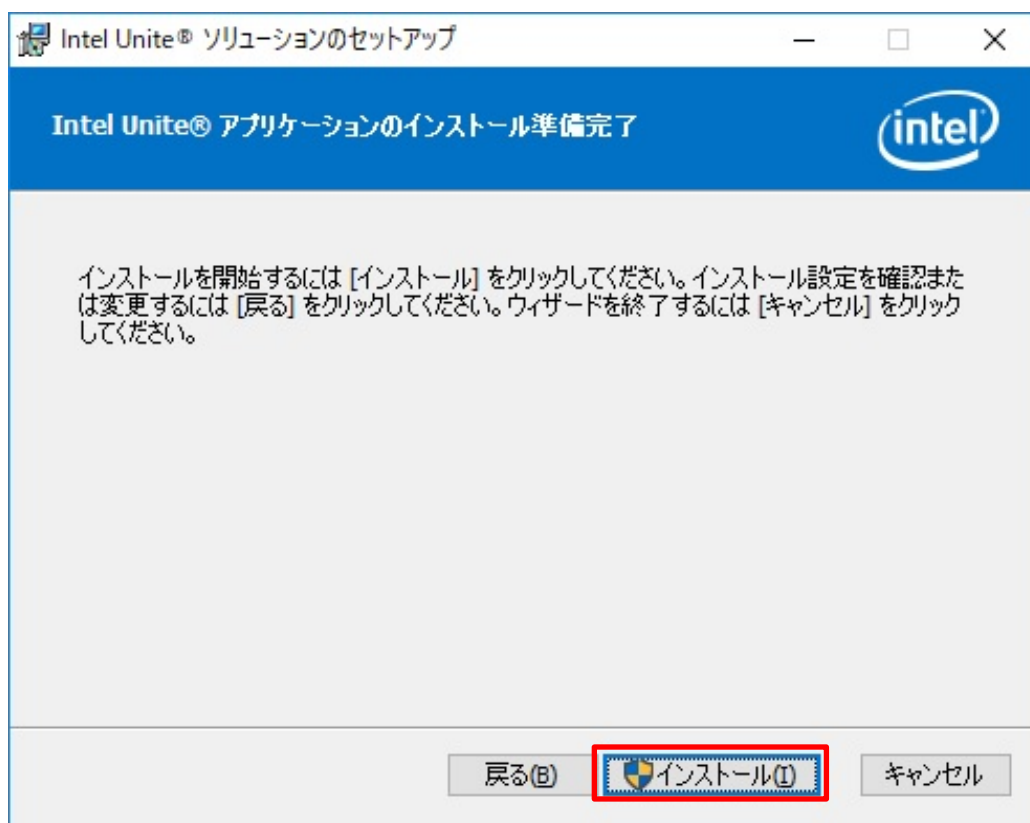 Intel Unite® ソリューションのセットアップ
Intel Unite® アプリケーションのインストール準備完了
intel
インストールを開始するには [インストール] をクリックしてください。インストール設定を確認また
は変更するには [戻る] をクリックしてください。ウィザードを終了するには [キャンセル] をクリック
してください。
戻る(B)
インストール(I)
キャンセル